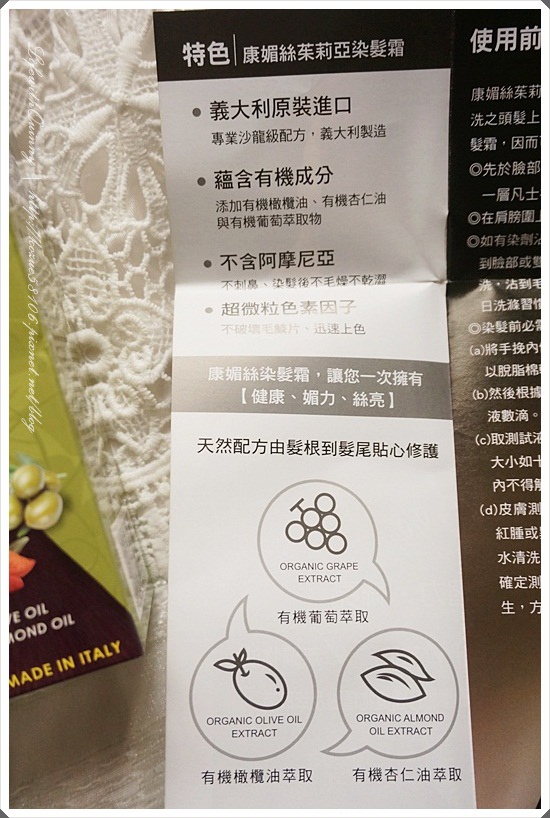 特色 康媚絲茱莉亞染髮霜
義大利原裝進口
專業沙龍級配方，義大利製造
蘊含有機成分
添加有機橄欖油、有機杏仁油
與有機葡萄萃取物
不含阿摩尼亞
不刺鼻、染髮後不毛燥不乾澀
超微粒色素因子
不破壞毛鱗片、迅速上色
康媚絲染髮霜，讓您一次擁有
【健康、媚力、絲亮】
天然配方由髮根到髮尾貼心修護
ORGANIC GRAPE
EXTRACT
有機葡萄萃取
ORGANIC OLIVE OIL
EXTRACT
有機橄欖油萃取
ORGANIC ALMOND
OIL EXTRACT
有機杏仁油萃取
使用前
康媚絲茱莉
洗之頭髮上
髮霜，因而
◎先於臉部
一層凡士
◎在肩膀圍上
◎如有染劑沾
到臉部或雙
洗，沾到毛
日洗滌習慣
◎染髮前必需
(a)將手挽內
以脫脂棉
(b)然後根據
液數滴。
(c)取測試液
大小如十
內不得觸
(d)皮膚測
紅腫或
水清洗
確定測
生，方
VE OIL
MOND OIL
MADE IN ITALY